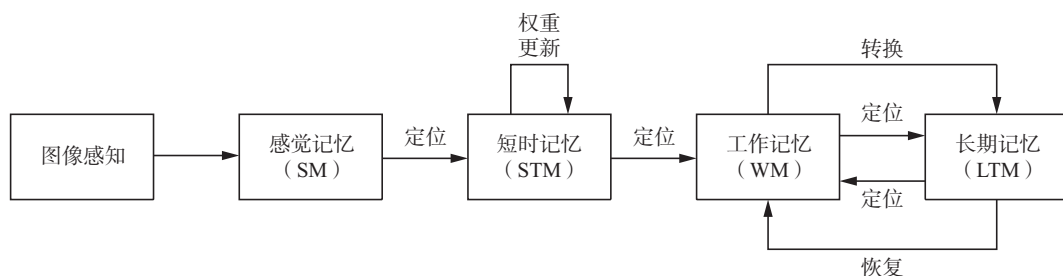 权重
更新
转换
图像感知
感觉记忆
（SM）
定位
短时记忆
（STM）
定位
工作记忆
（WM）
定位
定位
长期记忆
（LTM）
恢复